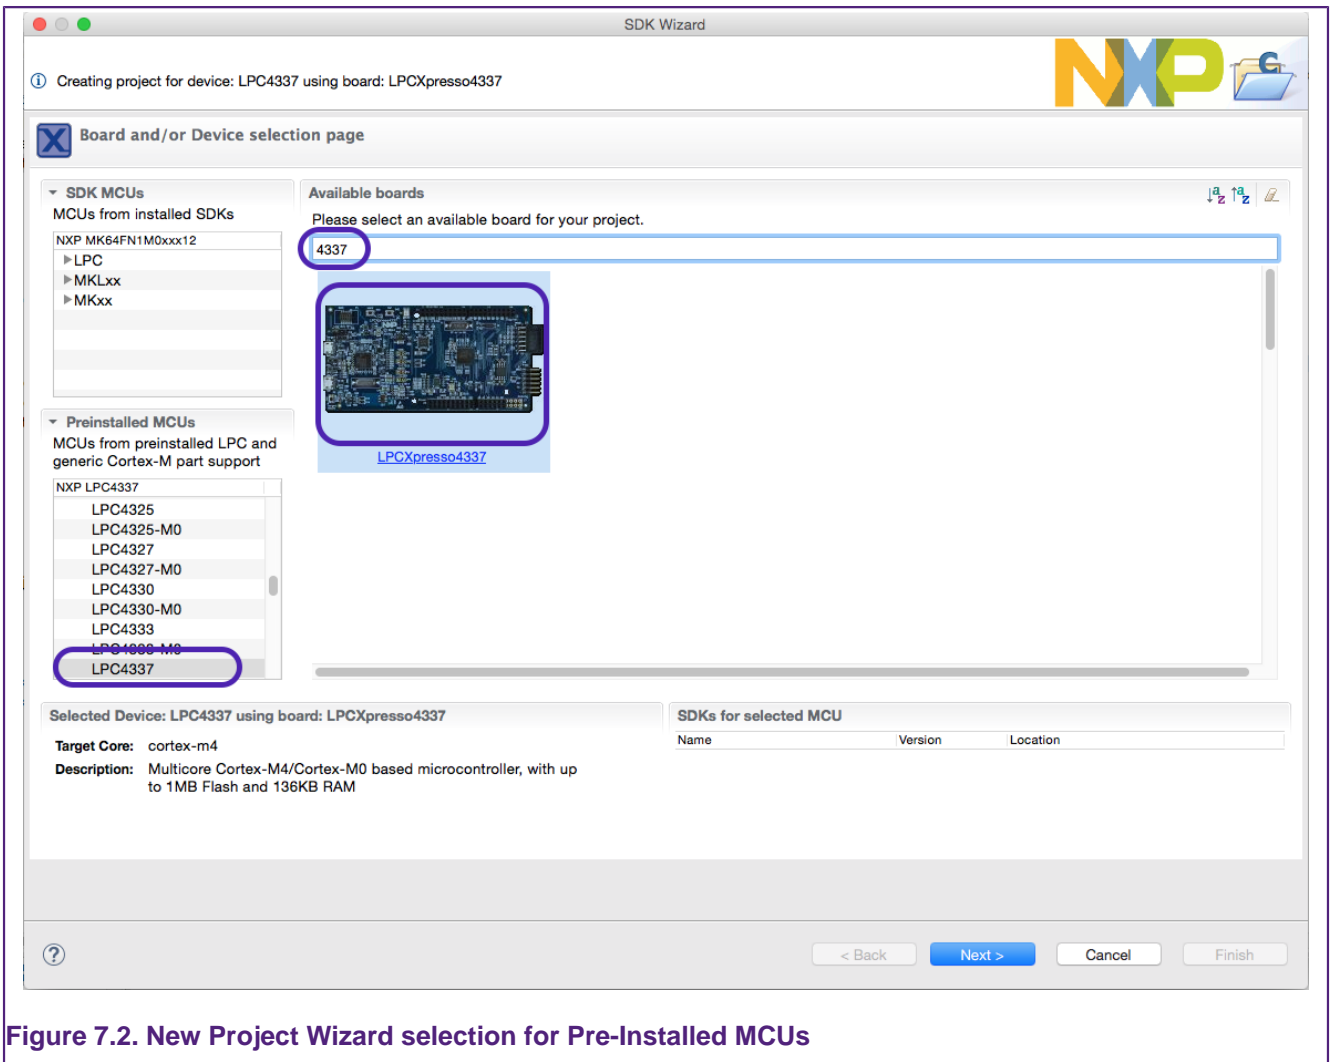 SDK Wizard
Creating project for device: LPC4337 using board: LPCXpresso4337
NXP
C
Board and/or Device selection page
SDK MCUs
MCUs from installed SDKs
NXP MK64FN1M0xxx12
LPC
MKLxx
MKxx
Available boards
Please select an available board for your project.
4337
LPCXpresso4337
Preinstalled MCUs
MCUs from preinstalled LPC and
generic Cortex-M part support
NXP LPC4337
LPC4325
LPC4325-M0
LPC4327
LPC4327-M0
LPC4330
LPC4330-M0
LPC4333
LPC4333-M0
LPC4337
Selected Device: LPC4337 using board: LPCXpresso4337
Target Core: cortex-m4
Description: Multicore Cortex-M4/Cortex-M0 based microcontroller, with up
to 1MB Flash and 136KB RAM
SDKs for selected MCU
Name Version Location
?
< Back Next > Cancel Finish
Figure 7.2. New Project Wizard selection for Pre-Installed MCUs